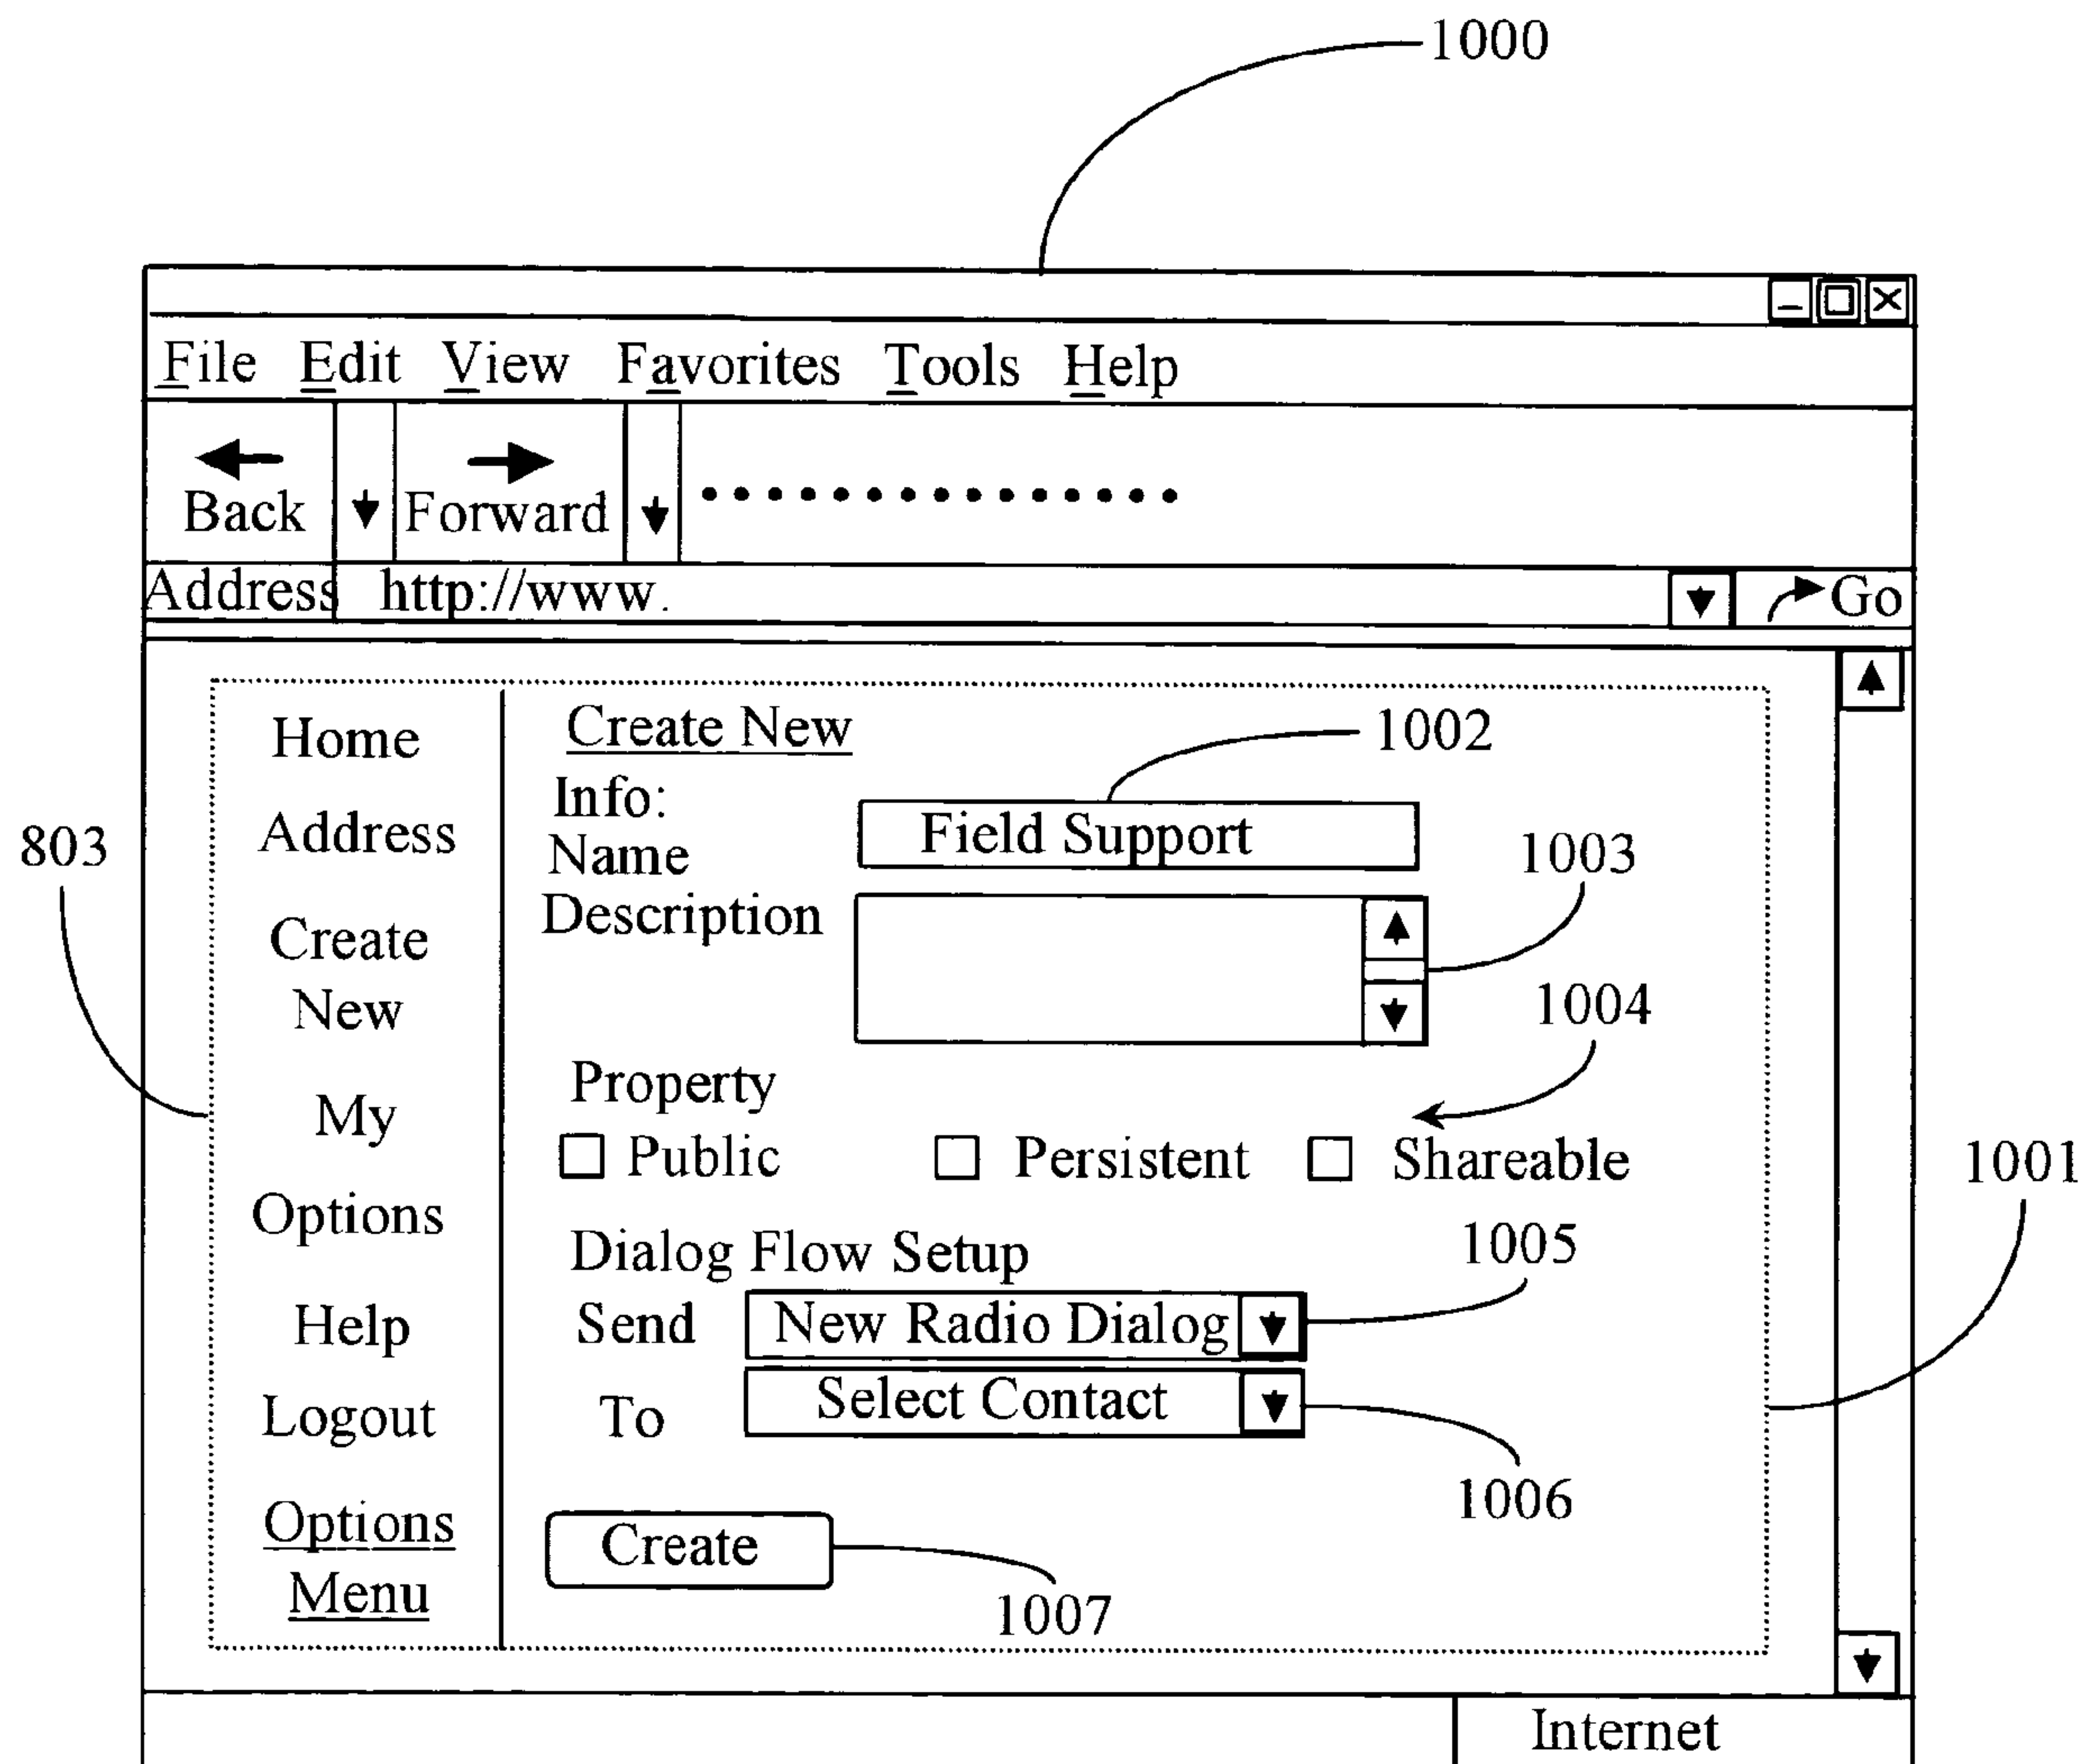 1000
File Edit View Favorites Tools Help
Back Forward
Address http://www. Go
Home
Address
Create
New
My
Options
Help
Logout
Options
Menu
803
Create New
1002
Info:
Name Field Support
1003
Description
1004
Property
Public Persistent Shareable
1001
Dialog Flow Setup
1005
Send New Radio Dialog
To Select Contact
1006
Create
1007
Internet